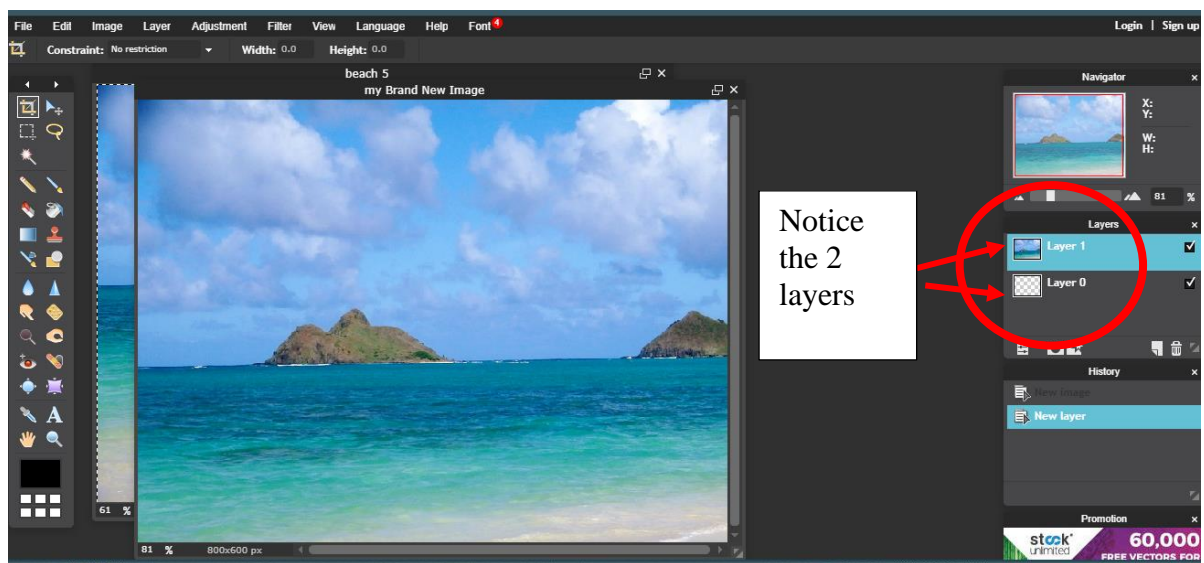 File Edit Image Layer Adjustment Filter View Language Help Font 4 Login | Sign up
Constraint: No restriction Width: 0.0 Height: 0.0
beach 5
my Brand New Image
Navigator
X:
Y:
W:
H:
81 %
Layers
Layer 1
Layer 0
Notice
the 2
layers
History
New image
New layer
A
61 %
81 % 800x600 px
Promotion
stock
unlimited
60,000
FREE VECTORS FOR